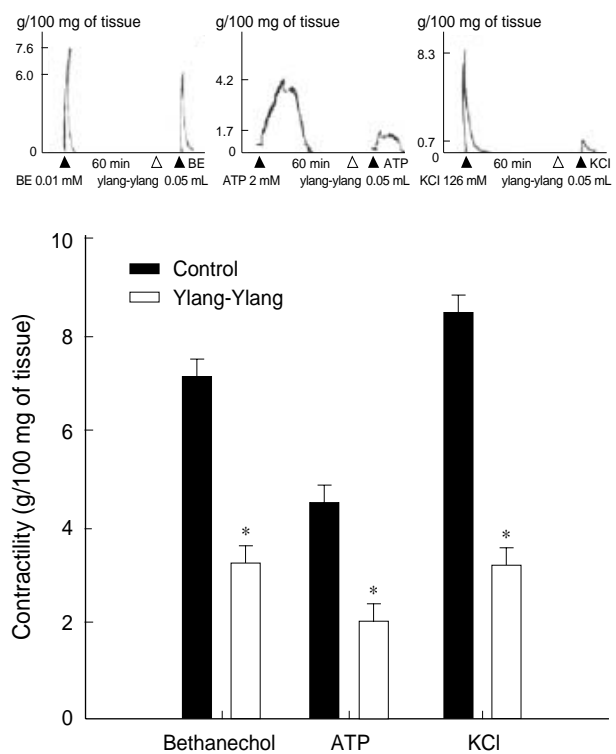 g/100 mg of tissue
7.6
6.0
0
▲ 60 min △ ▲ BE
BE 0.01 mM ylang-ylang 0.05 mL
g/100 mg of tissue
4.2
1.7
0
▲ 60 min △ ▲ ATP
ATP 2 mM ylang-ylang 0.05 mL
g/100 mg of tissue
8.3
0.7
0
▲ 60 min △ ▲ KCl
KCl 126 mM ylang-ylang 0.05 mL
Contractility (g/100 mg of tissue)
10
8
6
4
2
0
Control
Ylang-Ylang
*
*
*
Bethanechol ATP KCl